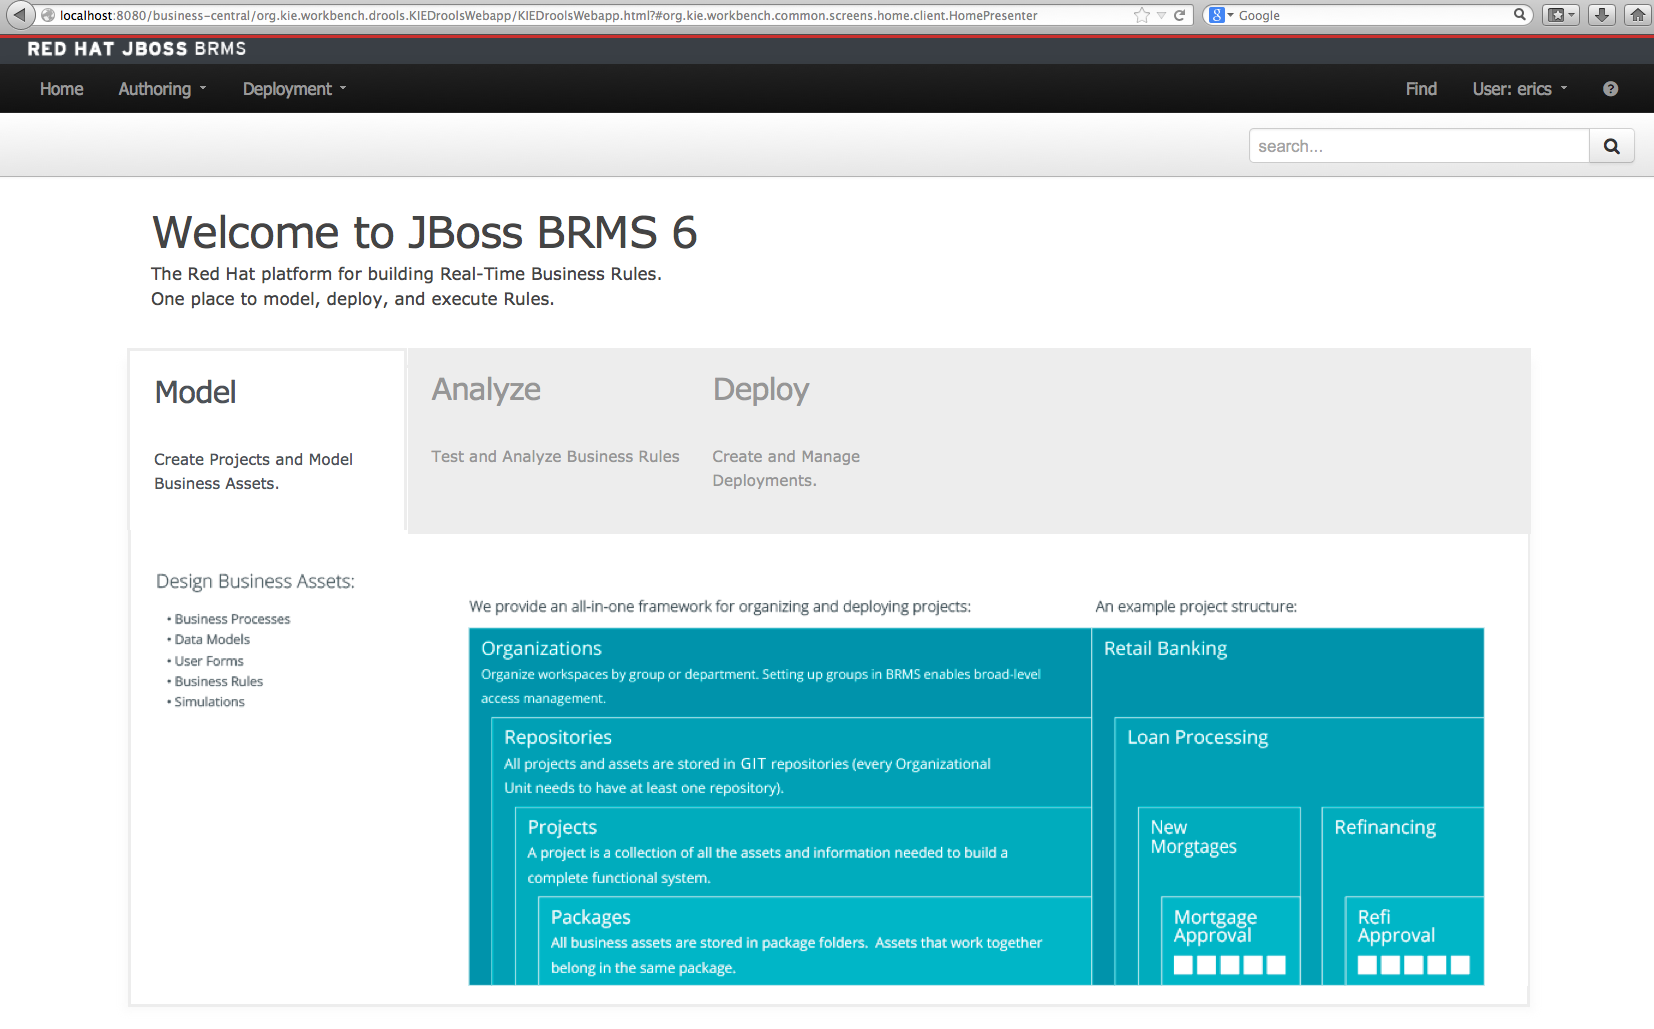 localhost:8080/business-central/org.kie.workbench.drools.KIEDroolsWebapp/KIEDroolsWebapp.html?#org.kie.workbench.common.screens.home.client.HomePresenter
8 Google
RED HAT JBOSS BRMS
Home Authoring Deployment Find User: erics ?
search...
Welcome to JBoss BRMS 6
The Red Hat platform for building Real-Time Business Rules.
One place to model, deploy, and execute Rules.
Model
Create Projects and Model
Business Assets.
Analyze
Test and Analyze Business Rules
Deploy
Create and Manage
Deployments.
Design Business Assets:
• Business Processes
• Data Models
• User Forms
• Business Rules
• Simulations
We provide an all-in-one framework for organizing and deploying projects:
Organizations
Organize workspaces by group or department. Setting up groups in BRMS enables broad-level
access management.
Repositories
All projects and assets are stored in GIT repositories (every Organizational
Unit needs to have at least one repository).
Projects
A project is a collection of all the assets and information needed to build a
complete functional system.
Packages
All business assets are stored in package folders. Assets that work together
belong in the same package.
An example project structure:
Retail Banking
Loan Processing
New
Morgtages
Mortgage
Approval
Refinancing
Refi
Approval